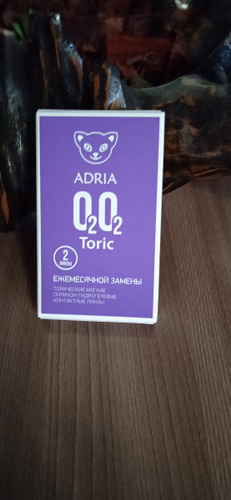 ADRIA
O2O2
Toric
2
ЛИНЗЫ
ЕЖЕМЕСЯЧНОЙ ЗАМЕНЫ
ТОРИЧЕСКИЕ МЯГКИЕ
СИЛИКОН-ГИДРОГЕЛЕВЫЕ
КОНТАКТНЫЕ ЛИНЗЫ